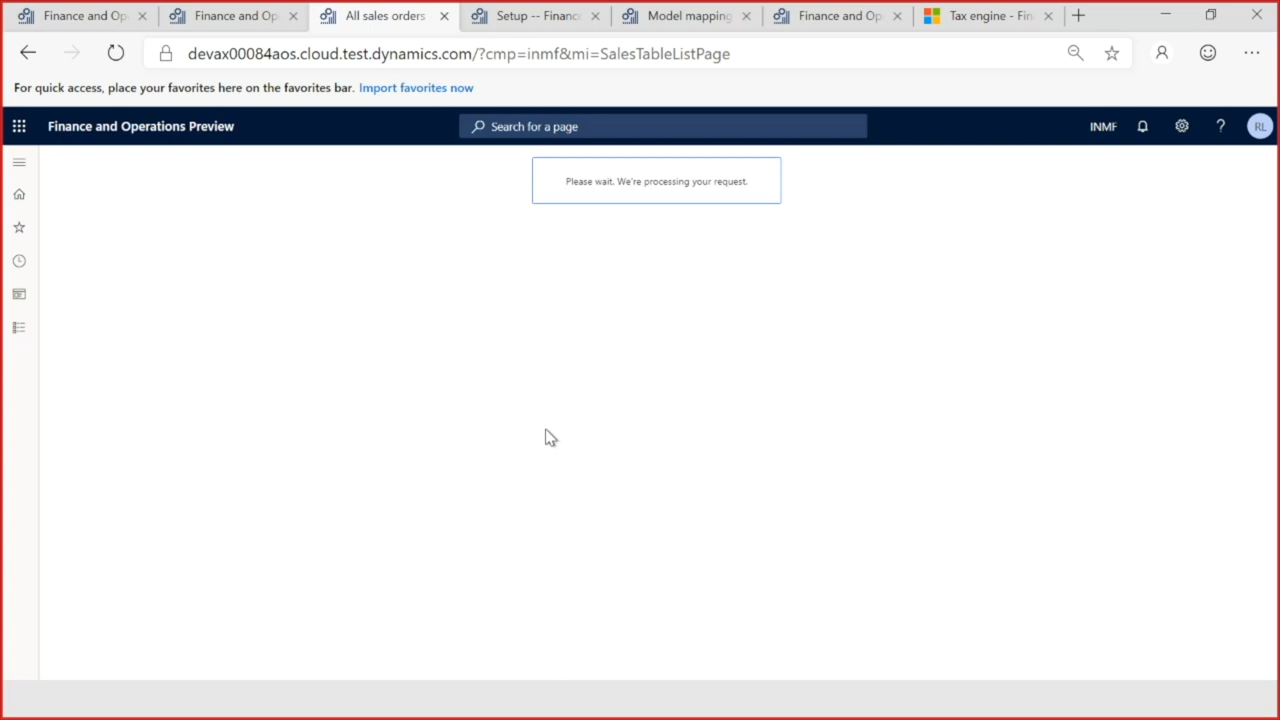 Finance and Op
Finance and Op
All sales orders
Setup -- Financ
Model mapping
Finance and Op
Tax engine - Fin
devax00084aos.cloud.test.dynamics.com/?cmp=inmf&mi=SalesTableListPage
For quick access, place your favorites here on the favorites bar. Import favorites now
Finance and Operations Preview
Search for a page
INMF
?
RL
Please wait. We're processing your request.